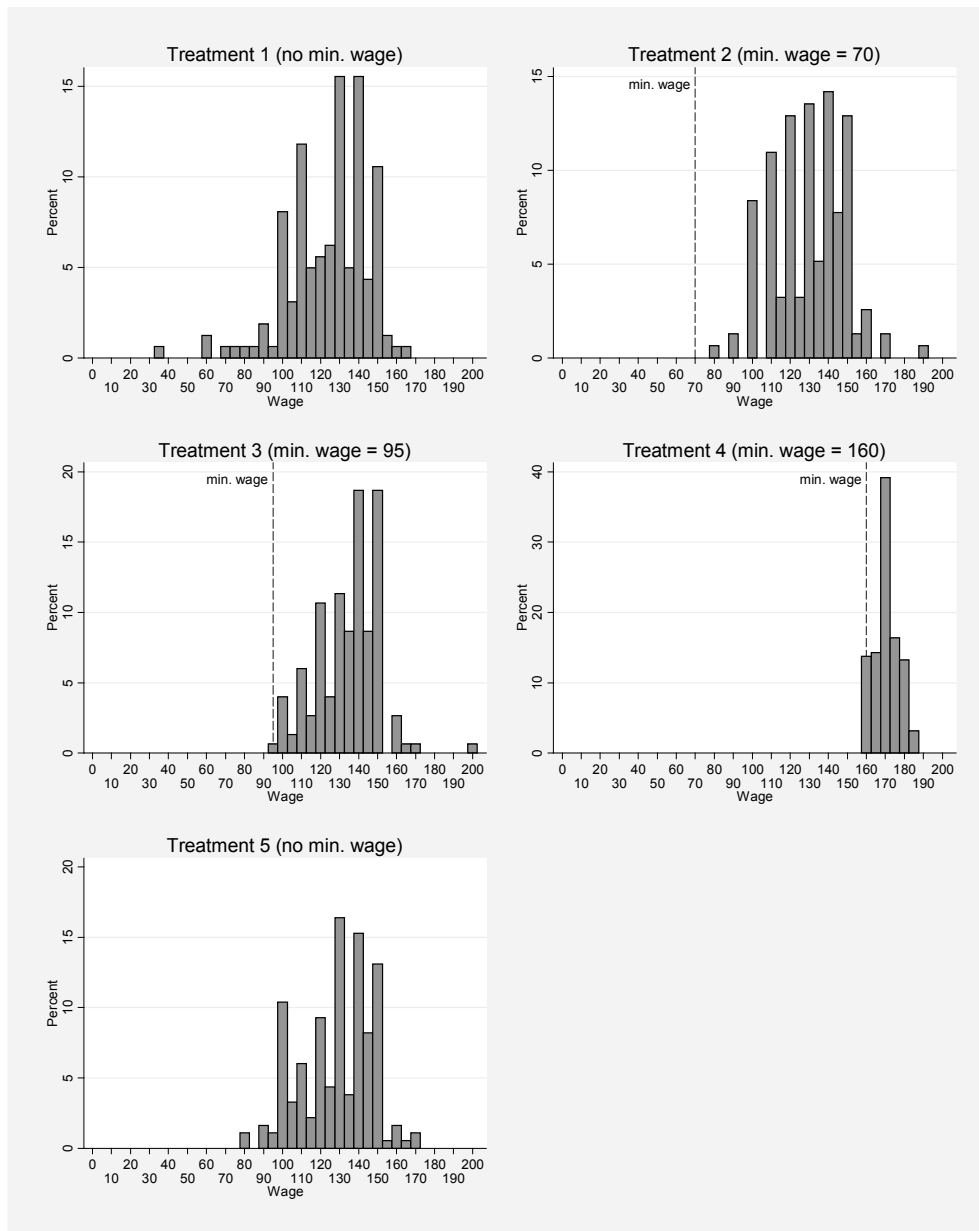 Treatment 1 (no min. wage)
15
10
5
0
Percent
0 20 40 60 80 100 120 140 160 180 200
10 30 50 70 90 110 130 150 170 190
Wage
Treatment 2 (min. wage = 70)
min. wage
15
10
5
0
Percent
0 20 40 60 80 100 120 140 160 180 200
10 30 50 70 90 110 130 150 170 190
Wage
Treatment 3 (min. wage = 95)
min. wage
20
15
10
5
0
Percent
0 20 40 60 80 100 120 140 160 180 200
10 30 50 70 90 110 130 150 170 190
Wage
Treatment 4 (min. wage = 160)
min. wage
40
30
20
10
0
Percent
0 20 40 60 80 100 120 140 160 180 200
10 30 50 70 90 110 130 150 170 190
Wage
Treatment 5 (no min. wage)
20
15
10
5
0
Percent
0 20 40 60 80 100 120 140 160 180 200
10 30 50 70 90 110 130 150 170 190
Wage